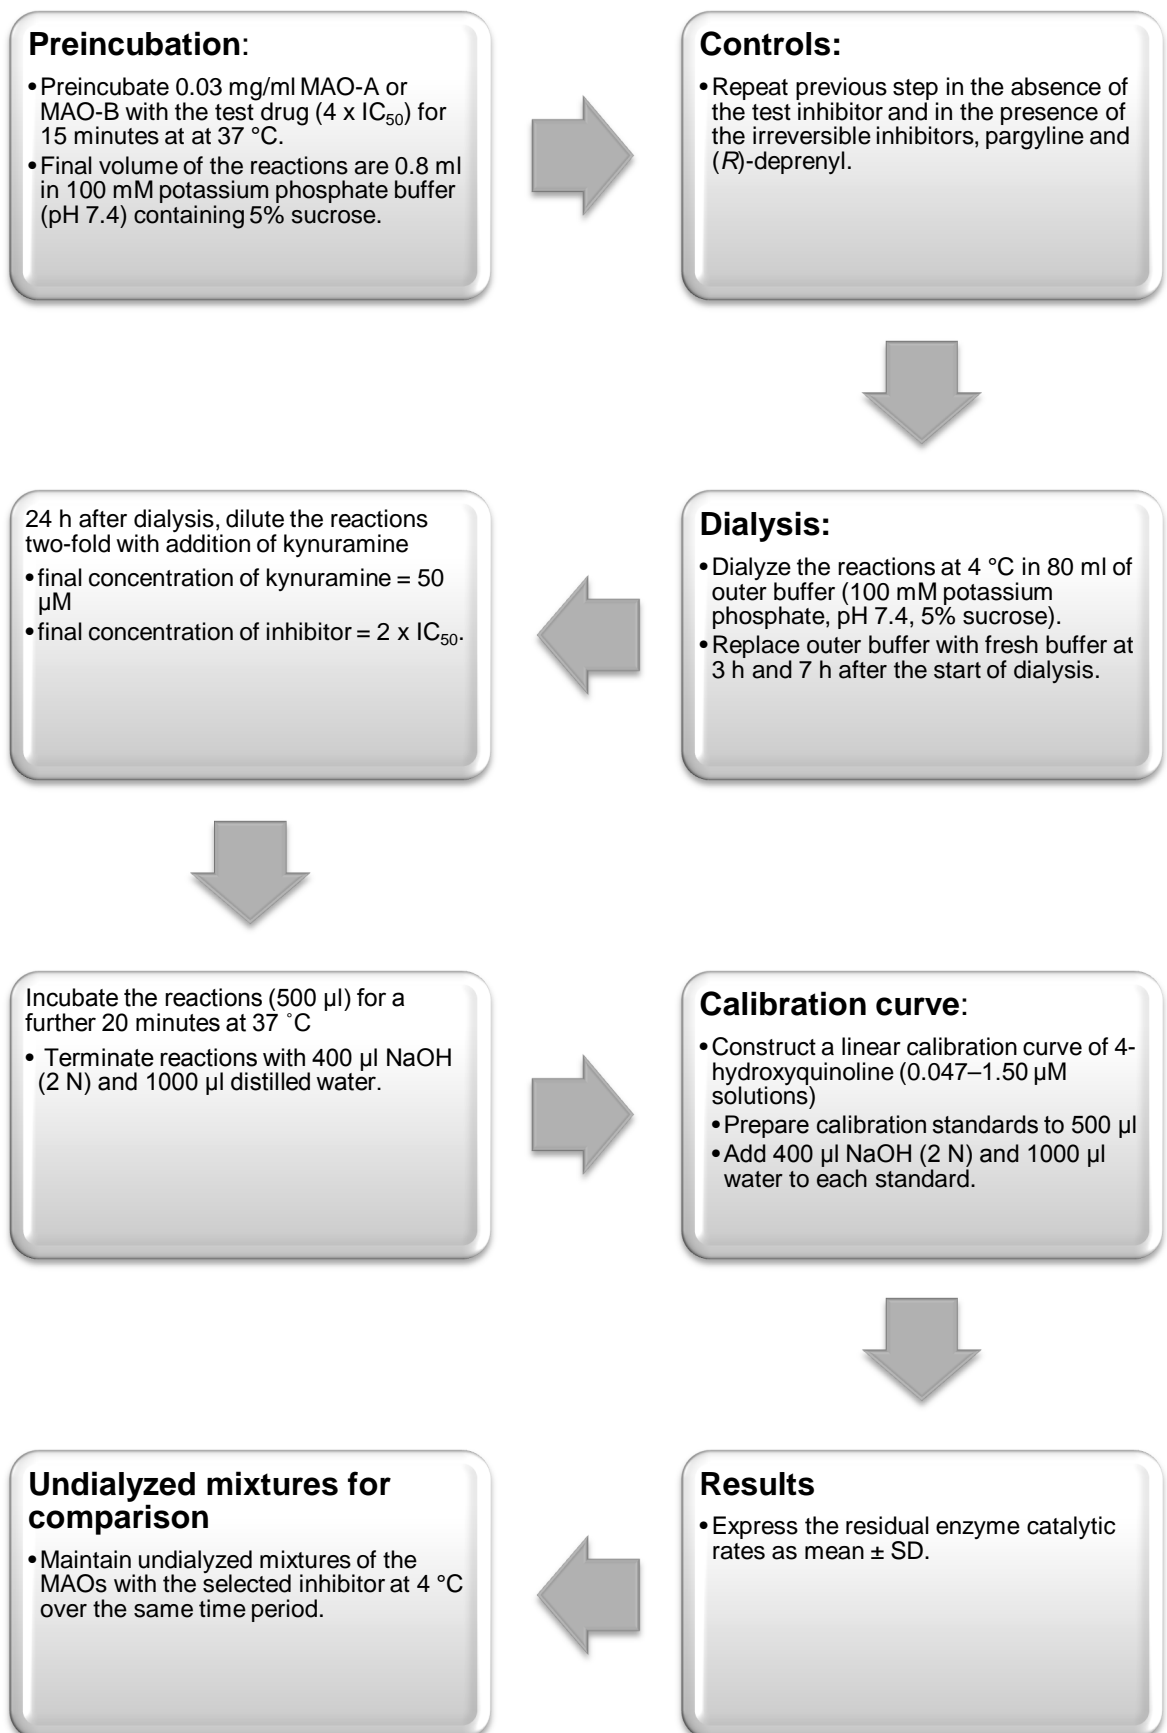 Preincubation:
•Preincubate 0.03 mg/ml MAO-A or
MAO-B with the test drug (4 x IC50) for
15 minutes at at 37 °C.
•Final volume of the reactions are 0.8 ml
in 100 mM potassium phosphate buffer
(pH 7.4) containing 5% sucrose.
Controls:
•Repeat previous step in the absence of
the test inhibitor and in the presence of
the irreversible inhibitors, pargyline and
(R)-deprenyl.
Dialysis:
•Dialyze the reactions at 4 °C in 80 ml of
outer buffer (100 mM potassium
phosphate, pH 7.4, 5% sucrose).
•Replace outer buffer with fresh buffer at
3 h and 7 h after the start of dialysis.
24 h after dialysis, dilute the reactions
two-fold with addition of kynuramine
•final concentration of kynuramine = 50
µM
•final concentration of inhibitor = 2 x IC50.
Incubate the reactions (500 µl) for a
further 20 minutes at 37 ˚C
• Terminate reactions with 400 µl NaOH
(2 N) and 1000 µl distilled water.
Calibration curve:
•Construct a linear calibration curve of 4-
hydroxyquinoline (0.047–1.50 µM
solutions)
•Prepare calibration standards to 500 µl
•Add 400 µl NaOH (2 N) and 1000 µl
water to each standard.
Results
•Express the residual enzyme catalytic
rates as mean ± SD.
Undialyzed mixtures for
comparison
•Maintain undialyzed mixtures of the
MAOs with the selected inhibitor at 4 °C
over the same time period.